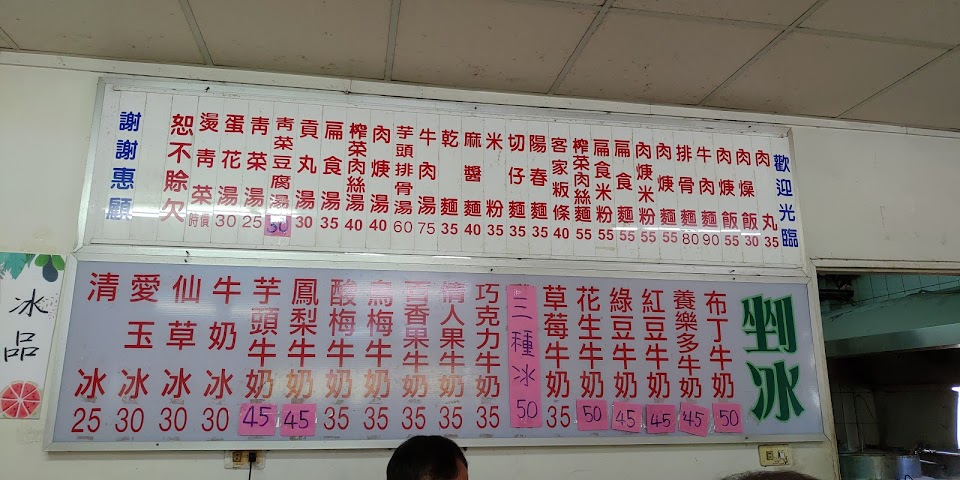 歡迎光臨
肉丸 35
肉燥飯 30
肉焿飯 55
牛肉麵 90
排骨麵 80
肉焿麵 55
肉焿米粉 55
扁食麵 55
扁食米粉 55
榨菜肉絲麵 55
客家粄條 40
陽春麵 35
切仔麵 35
米粉 35
麻醬麵 40
乾麵 35
牛肉湯 75
芋頭排骨湯 60
肉焿湯 40
榨菜肉絲湯 40
扁食湯 35
貢丸湯 30
青菜豆腐湯 50
青菜湯 25
蛋花湯 30
燙青菜 時價
恕不賒欠
謝謝惠顧
剉冰
布丁牛奶 50
養樂多牛奶 45
紅豆牛奶 45
綠豆牛奶 45
花生牛奶 50
草莓牛奶 35
三種冰 50
巧克力牛奶 35
情人果牛奶 35
百香果牛奶 35
烏梅牛奶 35
酸梅牛奶 35
鳳梨牛奶 45
芋頭牛奶 45
牛奶冰 30
仙草冰 30
愛玉冰 30
清冰 25
冰品